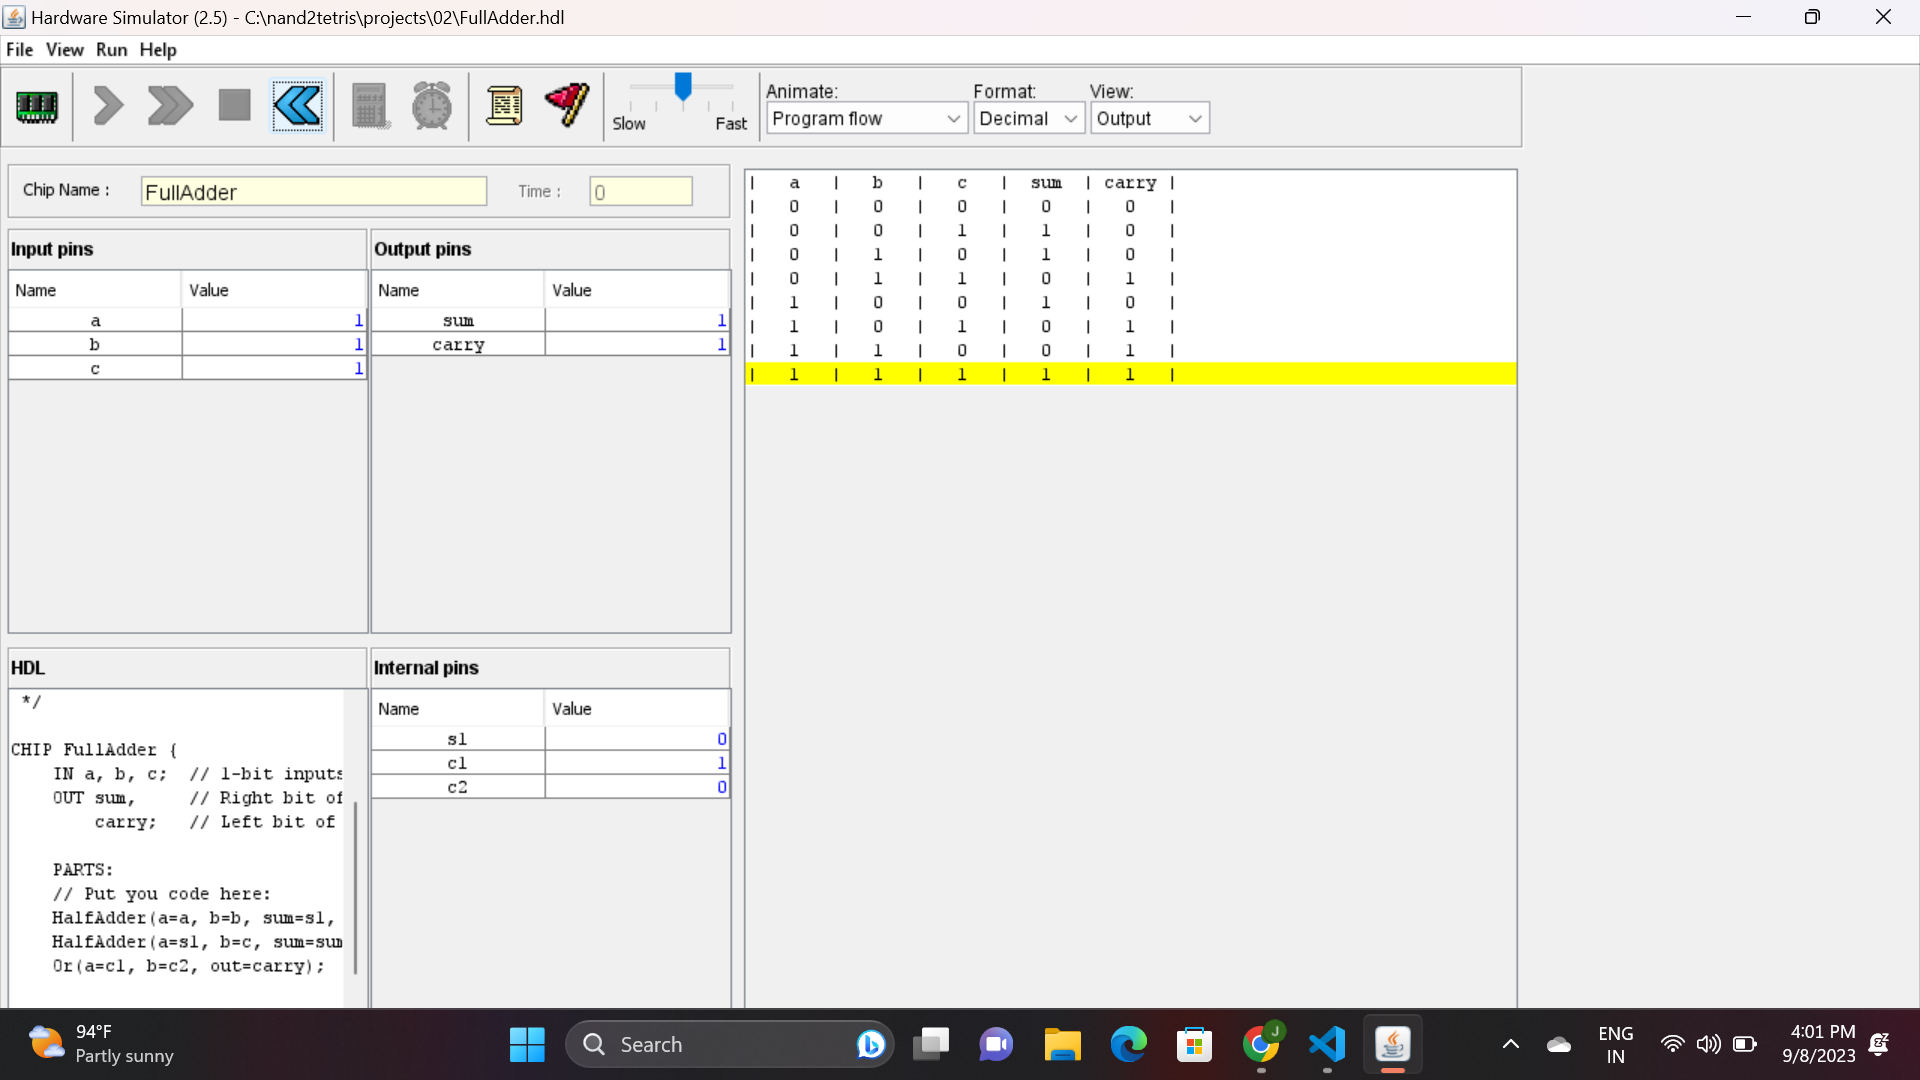 Hardware Simulator (2.5) - C:\nand2tetris\projects\02\FullAdder.hdl
File View Run Help
Slow Fast
Animate: Format: View:
Program flow Decimal Output
Chip Name : FullAdder Time : 0
Input pins
Name Value
a 1
b 1
c 1
Output pins
Name Value
sum 1
carry 1
| a | b | c | sum | carry |
| 0 | 0 | 0 | 0 | 0 |
| 0 | 0 | 1 | 1 | 0 |
| 0 | 1 | 0 | 1 | 0 |
| 0 | 1 | 1 | 0 | 1 |
| 1 | 0 | 0 | 1 | 0 |
| 1 | 0 | 1 | 0 | 1 |
| 1 | 1 | 0 | 0 | 1 |
| 1 | 1 | 1 | 1 | 1 |
HDL
*/
CHIP FullAdder {
IN a, b, c; // 1-bit inputs
OUT sum, // Right bit of
carry; // Left bit of
PARTS:
// Put you code here:
HalfAdder(a=a, b=b, sum=s1,
HalfAdder(a=s1, b=c, sum=sum
Or(a=c1, b=c2, out=carry);
Internal pins
Name Value
s1 0
c1 1
c2 0
94°F
Partly sunny
Search
J
ENG
IN
4:01 PM
9/8/2023